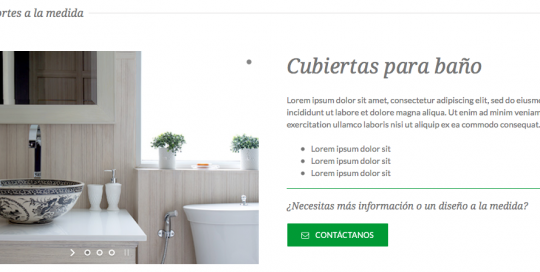 ortes a la medida
Cubiertas para baño
Lorem ipsum dolor sit amet, consectetur adipiscing elit, sed do eiusm
incididunt ut labore et dolore magna aliqua. Ut enim ad minim veniam
exercitation ullamco laboris nisi ut aliquip ex ea commodo consequat.
Lorem ipsum dolor sit
Lorem ipsum dolor sit
Lorem ipsum dolor sit
¿Necesitas más información o un diseño a la medida?
CONTÁCTANOS